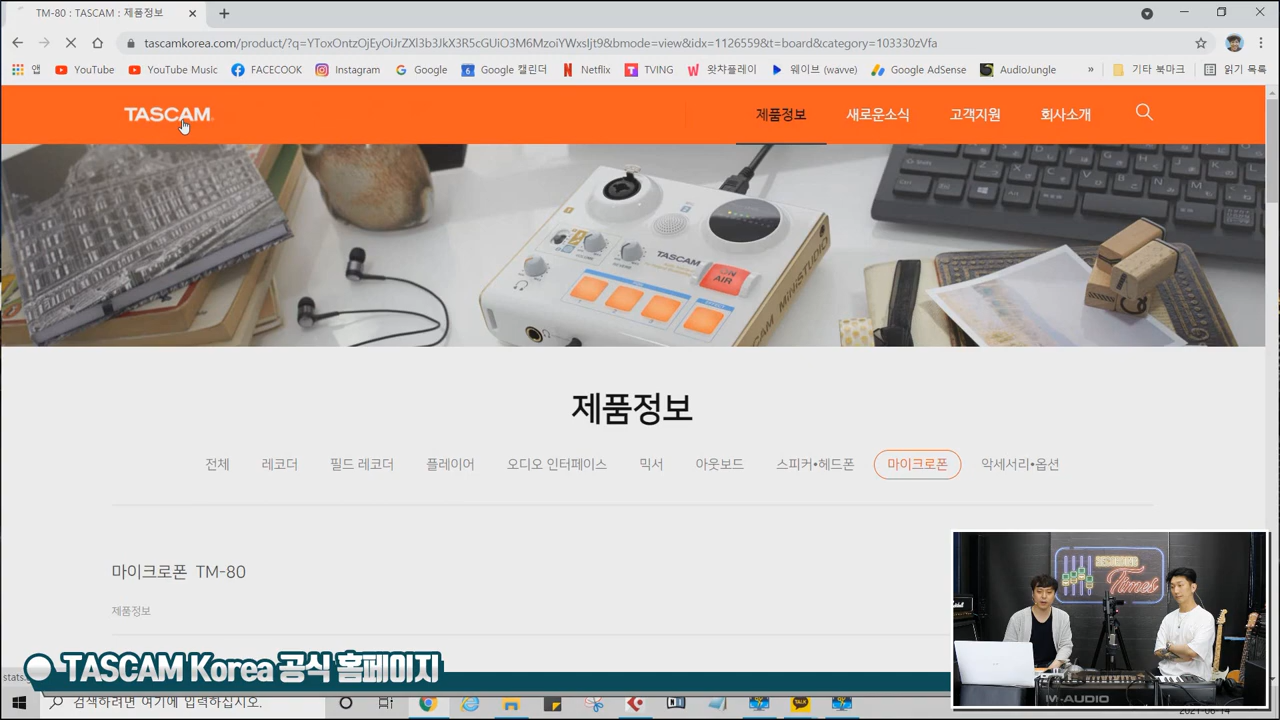 TM-80 : TASCAM : 제품정보
tascamkorea.com/product/?q=YToxOntzOjEyOiJrZXl3b3JkX3R5cGUiO3M6MzoiYWxsIjt9&bmode=view&idx=1126559&t=board&category=103330zVfa
앱 YouTube YouTube Music FACECOOK Instagram Google Google 캘린더 Netflix TVING 왓챠플레이 웨이브 (wavve) Google AdSense AudioJungle » 기타 북마크 읽기 목록
TASCAM 제품정보 새로운소식 고객지원 회사소개
TASCAM
ON AIR
TASCAM MiNiSTUDIO
제품정보
전체 레코더 필드 레코더 플레이어 오디오 인터페이스 믹서 아웃보드 스피커•헤드폰 마이크로폰 악세서리•옵션
마이크로폰 TM-80
제품정보
Times
M-AUDIO
TASCAM Korea 공식 홈페이지
stats.
검색하려면 여기에 입력하십시오.
TALK
2021-06-14